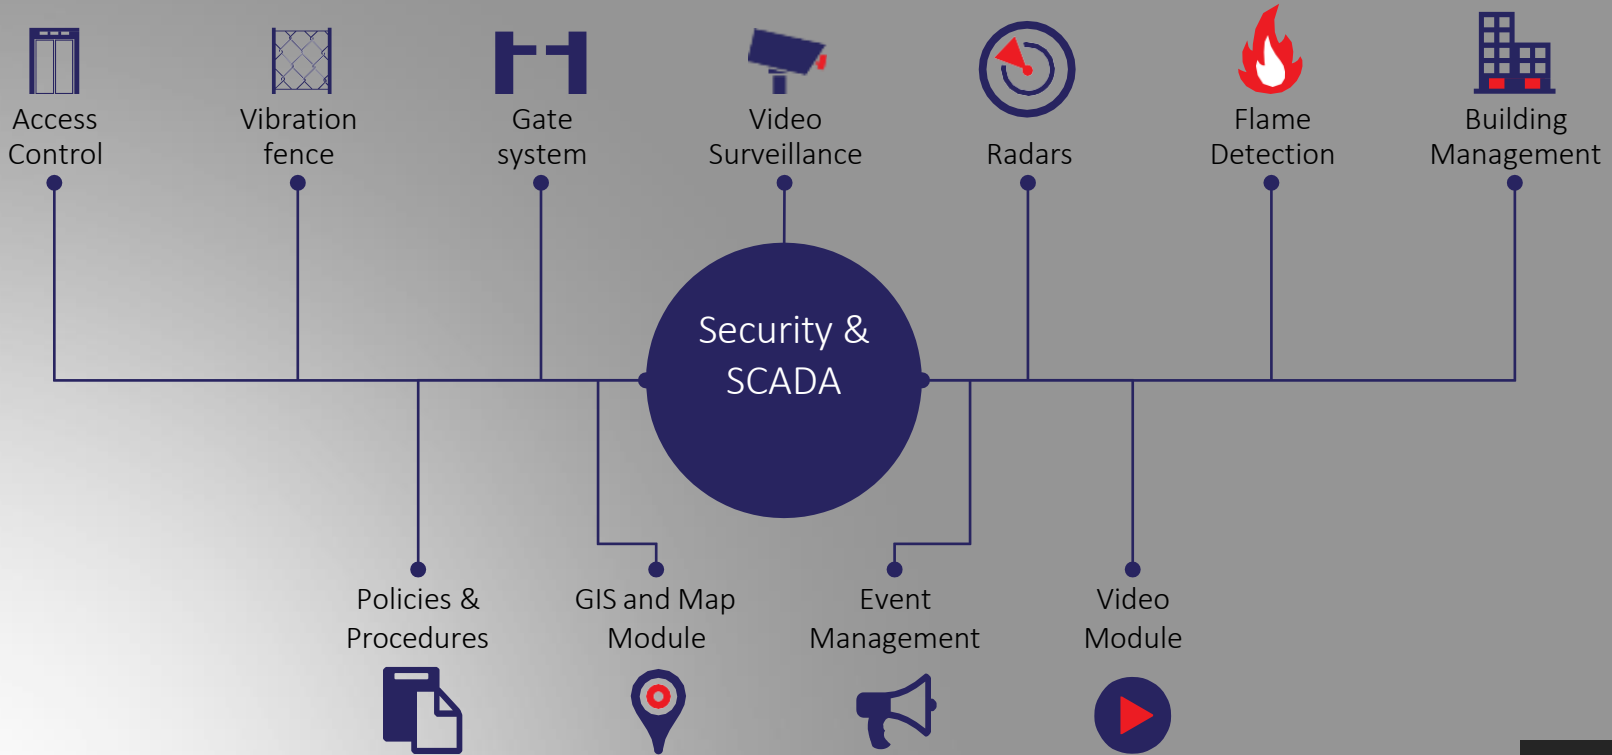 Access
Control
Vibration
fence
Gate
system
Video
Surveillance
Radars
Flame
Detection
Building
Management
Security &
SCADA
Policies &
Procedures
GIS and Map
Module
Event
Management
Video
Module